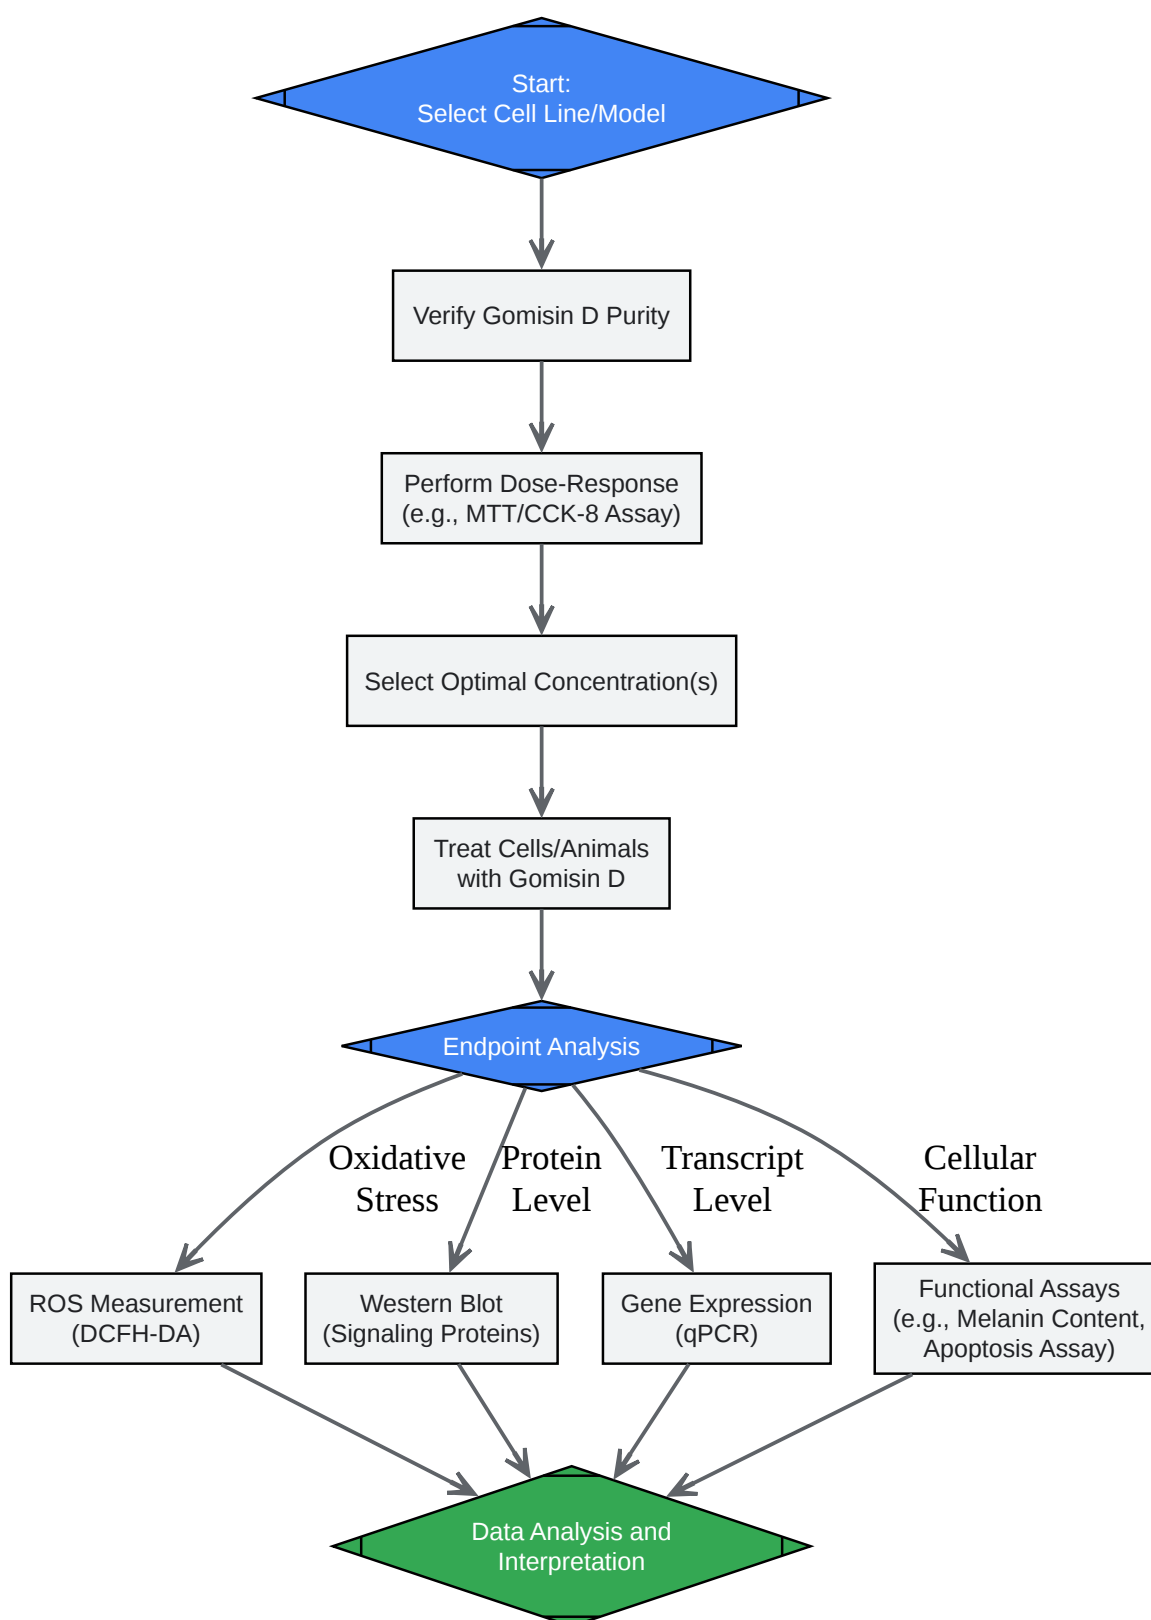 Start:
Select Cell Line/Model
Verify Gomisin D Purity
Perform Dose-Response
(e.g., MTT/CCK-8 Assay)
Select Optimal Concentration(s)
Treat Cells/Animals
with Gomisin D
Endpoint Analysis
Oxidative
Stress
Protein
Level
Transcript
Level
Cellular
Function
ROS Measurement
(DCFH-DA)
Western Blot
(Signaling Proteins)
Gene Expression
(qPCR)
Functional Assays
(e.g., Melanin Content,
Apoptosis Assay)
Data Analysis and
Interpretation